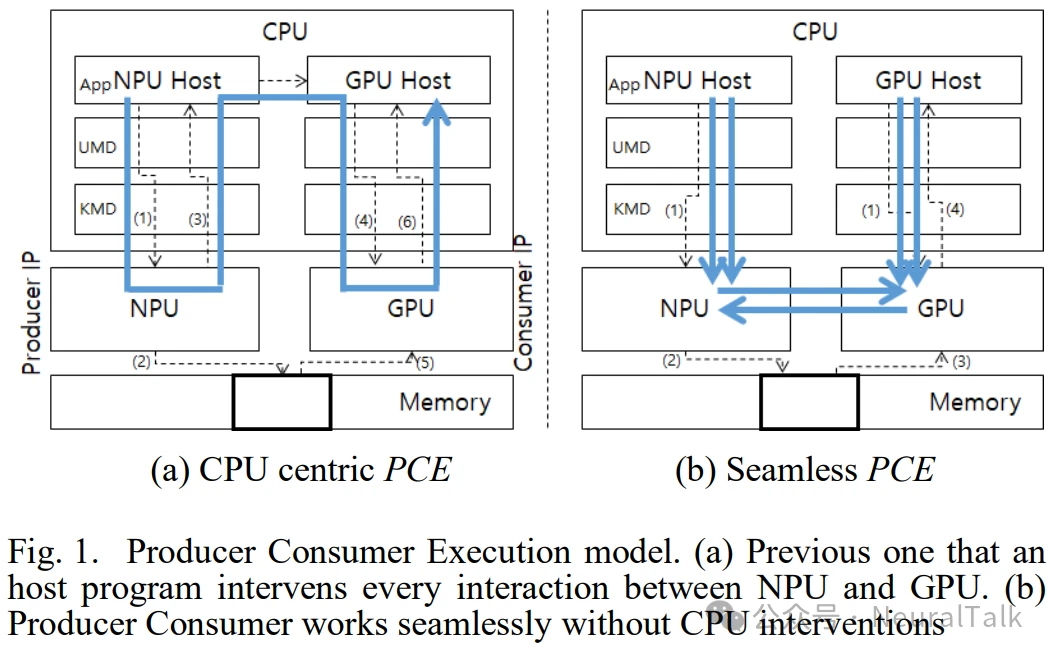 CPU
CPU
App NPU Host
GPU Host
App NPU Host
GPU Host
UMD
UMD
KMD
(1)
(3)
(4)
(6)
KMD
(1)
(1)
(4)
Producer IP
NPU
GPU
Consumer IP
NPU
GPU
(2)
(5)
(2)
(3)
Memory
Memory
(a) CPU centric PCE
(b) Seamless PCE
Fig. 1. Producer Consumer Execution model. (a) Previous one that an
host program intervens every interaction between NPU and GPU. (b)
Producer Consumer works seamlessly without CPU interventions
公众号 · NeuralTalk